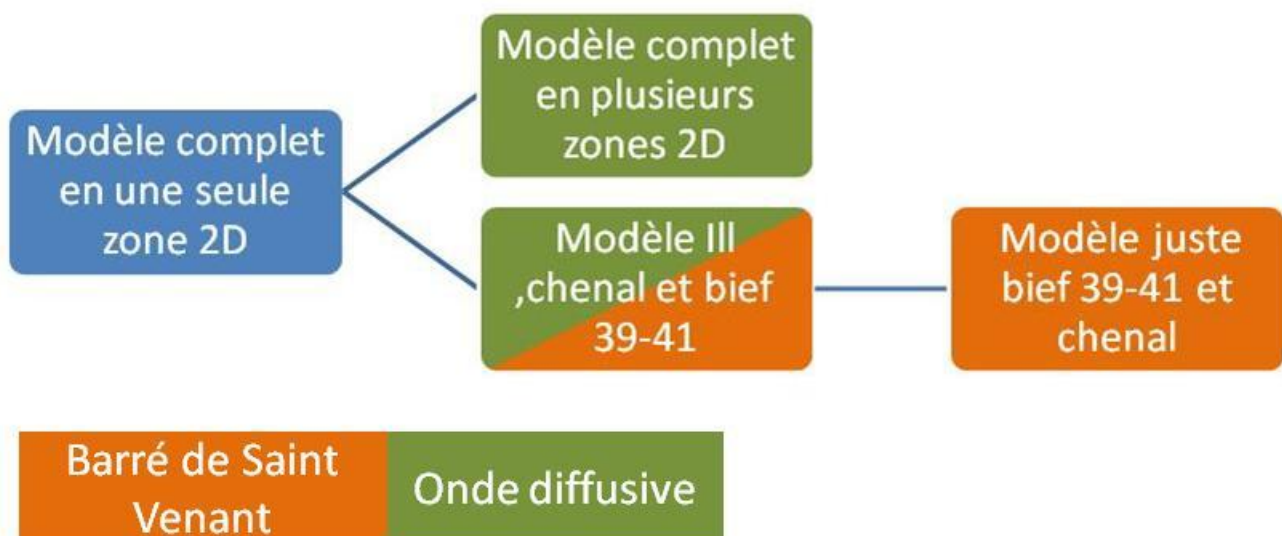 Modèle complet
en une seule
zone 2D
Modèle complet
en plusieurs
zones 2D
Modèle Ill
,chenal et bief
39-41
Modèle juste
bief 39-41 et
chenal
Barré de Saint
Venant
Onde diffusive